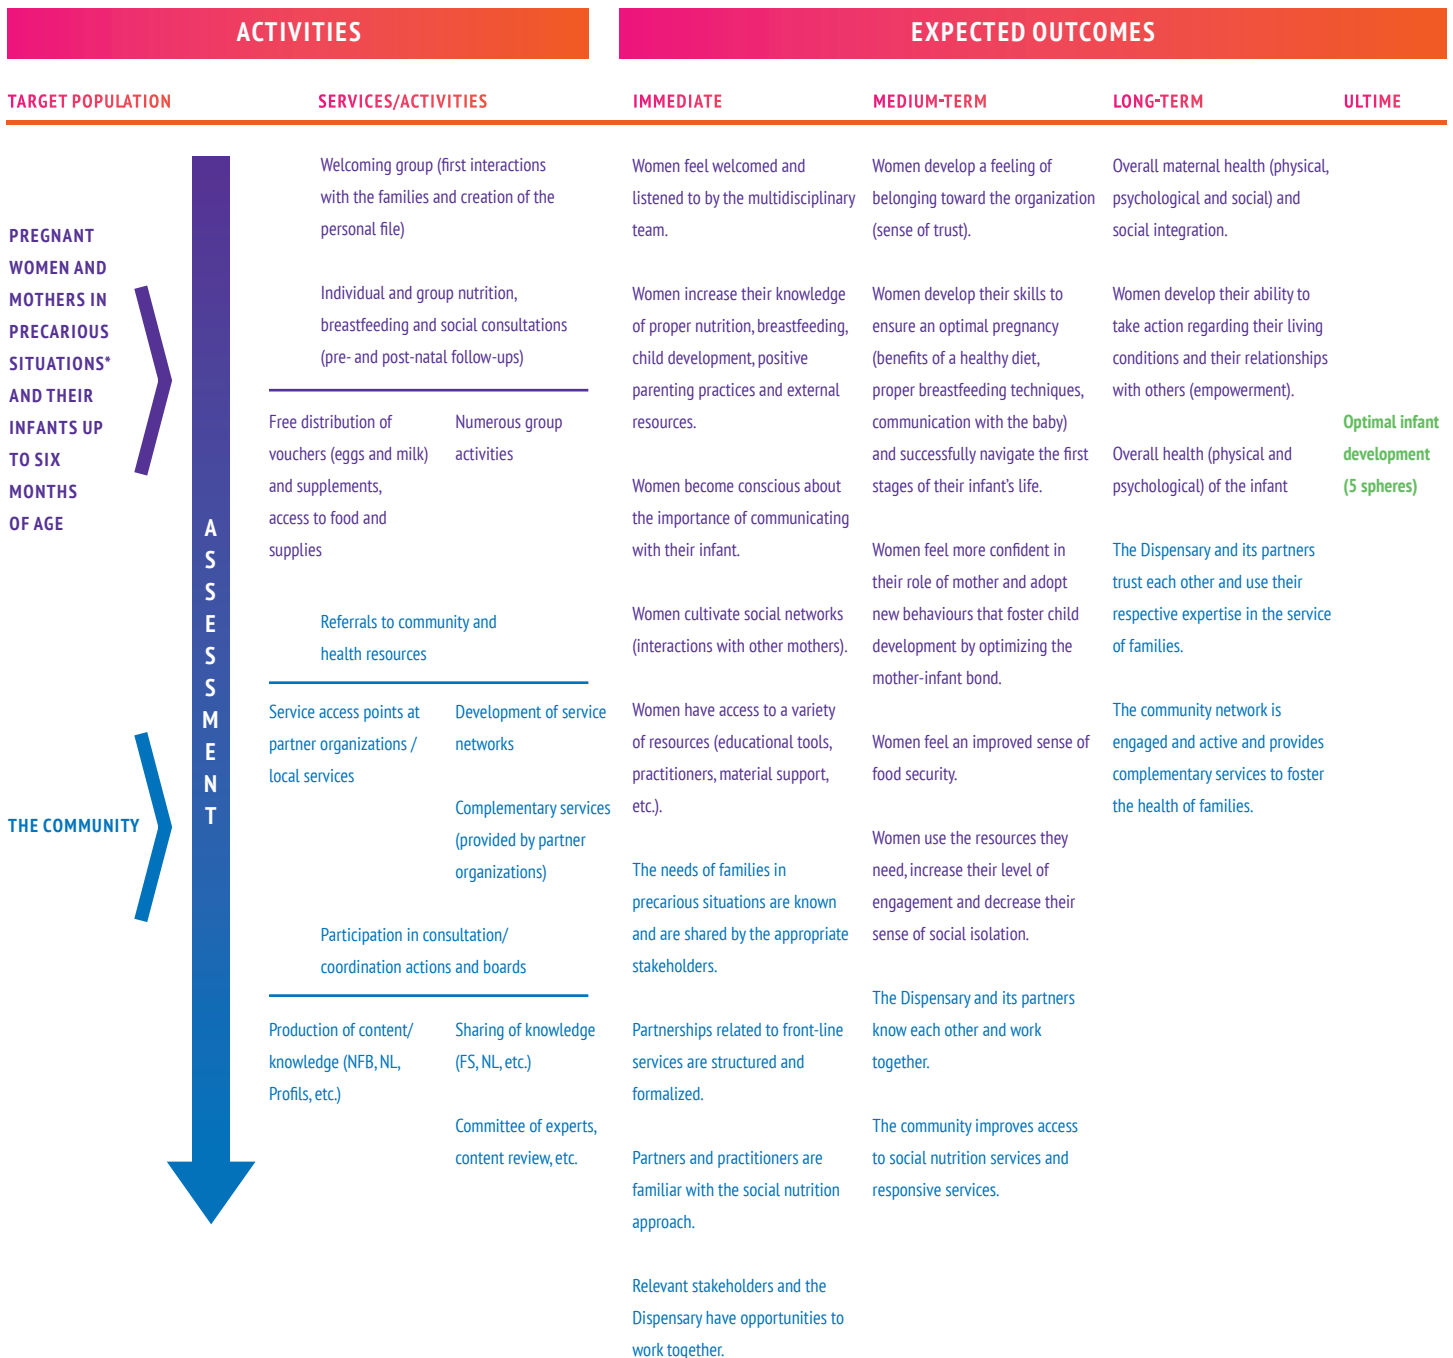 ACTIVITIES
EXPECTED OUTCOMES
TARGET POPULATION
SERVICES/ACTIVITIES
IMMEDIATE
MEDIUM-TERM
LONG-TERM
ULTIME
PREGNANT
WOMEN AND
MOTHERS IN
PRECARIOUS
SITUATIONS*
AND THEIR
INFANTS UP
TO SIX
MONTHS
OF AGE
THE COMMUNITY
A
S
S
E
S
S
M
E
N
T
Welcoming group (first interactions
with the families and creation of the
personal file)
Individual and group nutrition,
breastfeeding and social consultations
(pre- and post-natal follow-ups)
Free distribution of
vouchers (eggs and milk)
and supplements,
access to food and
supplies
Numerous group
activities
Referrals to community and
health resources
Service access points at
partner organizations /
local services
Development of service
networks
Complementary services
(provided by partner
organizations)
Participation in consultation/
coordination actions and boards
Production of content/
knowledge (NFB, NL,
Profils, etc.)
Sharing of knowledge
(FS, NL, etc.)
Committee of experts,
content review, etc.
Women feel welcomed and
listened to by the multidisciplinary
team.
Women increase their knowledge
of proper nutrition, breastfeeding,
child development, positive
parenting practices and external
resources.
Women become conscious about
the importance of communicating
with their infant.
Women cultivate social networks
(interactions with other mothers).
Women have access to a variety
of resources (educational tools,
practitioners, material support,
etc.).
The needs of families in
precarious situations are known
and are shared by the appropriate
stakeholders.
Partnerships related to front-line
services are structured and
formalized.
Partners and practitioners are
familiar with the social nutrition
approach.
Relevant stakeholders and the
Dispensary have opportunities to
work together.
Women develop a feeling of
belonging toward the organization
(sense of trust).
Women develop their skills to
ensure an optimal pregnancy
(benefits of a healthy diet,
proper breastfeeding techniques,
communication with the baby)
and successfully navigate the first
stages of their infant's life.
Women feel more confident in
their role of mother and adopt
new behaviours that foster child
development by optimizing the
mother-infant bond.
Women feel an improved sense of
food security.
Women use the resources they
need, increase their level of
engagement and decrease their
sense of social isolation.
The Dispensary and its partners
know each other and work
together.
The community improves access
to social nutrition services and
responsive services.
Overall maternal health (physical,
psychological and social) and
social integration.
Women develop their ability to
take action regarding their living
conditions and their relationships
with others (empowerment).
Overall health (physical and
psychological) of the infant
The Dispensary and its partners
trust each other and use their
respective expertise in the service
of families.
The community network is
engaged and active and provides
complementary services to foster
the health of families.
Optimal infant
development
(5 spheres)